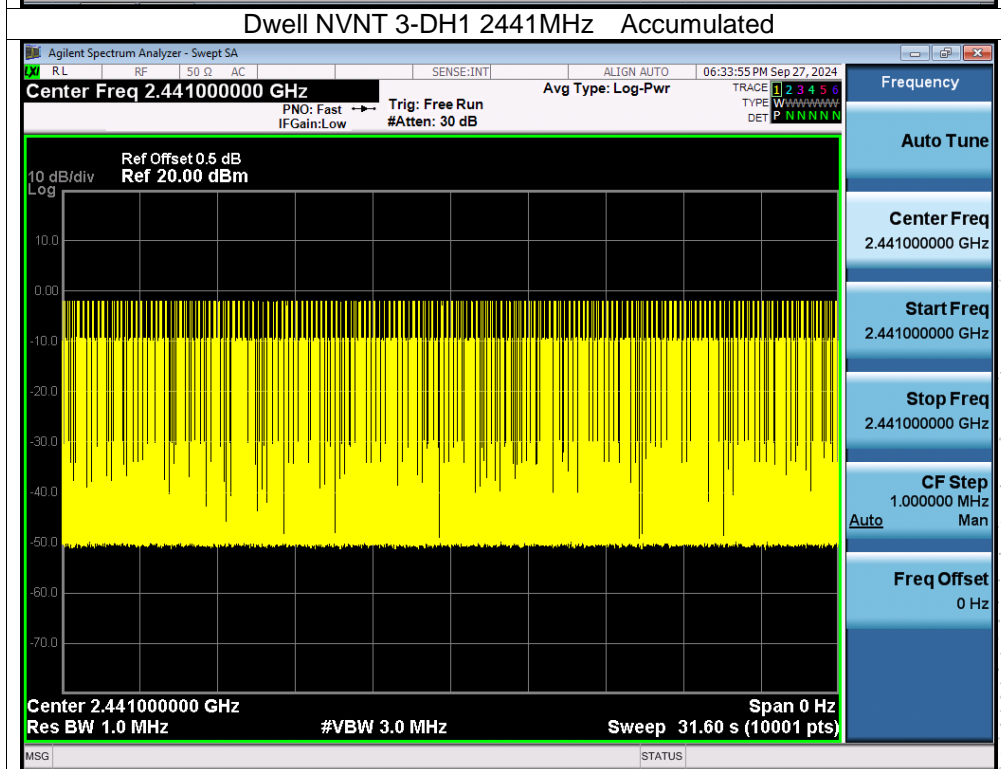 Dwell NVNT 3-DH1 2441MHz Accumulated
Agilent Spectrum Analyzer - Swept SA
LXI RL RF 50 Ω AC SENSE:INT ALIGN AUTO 06:33:55 PM Sep 27, 2024
Center Freq 2.441000000 GHz
PNO: Fast
IFGain:Low
Trig: Free Run
#Atten: 30 dB
Avg Type: Log-Pwr
TRACE 1 2 3 4 5 6
TYPE WWWWWW
DET P N N N N N
Ref Offset 0.5 dB
10 dB/div Ref 20.00 dBm
Log
10.0
0.00
-10.0
-20.0
-30.0
-40.0
-50.0
-60.0
-70.0
Center 2.441000000 GHz Span 0 Hz
Res BW 1.0 MHz #VBW 3.0 MHz Sweep 31.60 s (10001 pts)
MSG STATUS
Frequency
Auto Tune
Center Freq
2.441000000 GHz
Start Freq
2.441000000 GHz
Stop Freq
2.441000000 GHz
CF Step
1.000000 MHz
Auto Man
Freq Offset
0 Hz